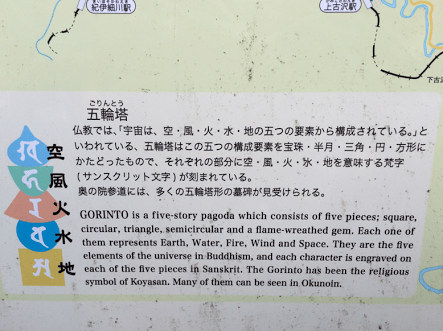 紀伊細川駅
上古沢駅
下古
ごりんとう
五輪塔
仏教では、「宇宙は、空・風・火・水・地の五つの要素から構成されている。」と
いわれている、五輪塔はこの五つの構成要素を宝珠・半月・三角・円・方形に
かたどったもので、それぞれの部分に空・風・火・氷・地を意味する梵字
(サンスクリット文字)が刻まれている。
奥の院参道には、多くの五輪塔形の墓碑が見受けられる。
空
風
火
水
地
GORINTO is a five-story pagoda which consists of five pieces; square,
circular, triangle, semicircular and a flame-wreathed gem. Each one of
them represents Earth, Water, Fire, Wind and Space. They are the five
elements of the universe in Buddhism, and each character is engraved on
each of the five pieces in Sanskrit. The Gorinto has been the religious
symbol of Koyasan. Many of them can be seen in Okunoin.